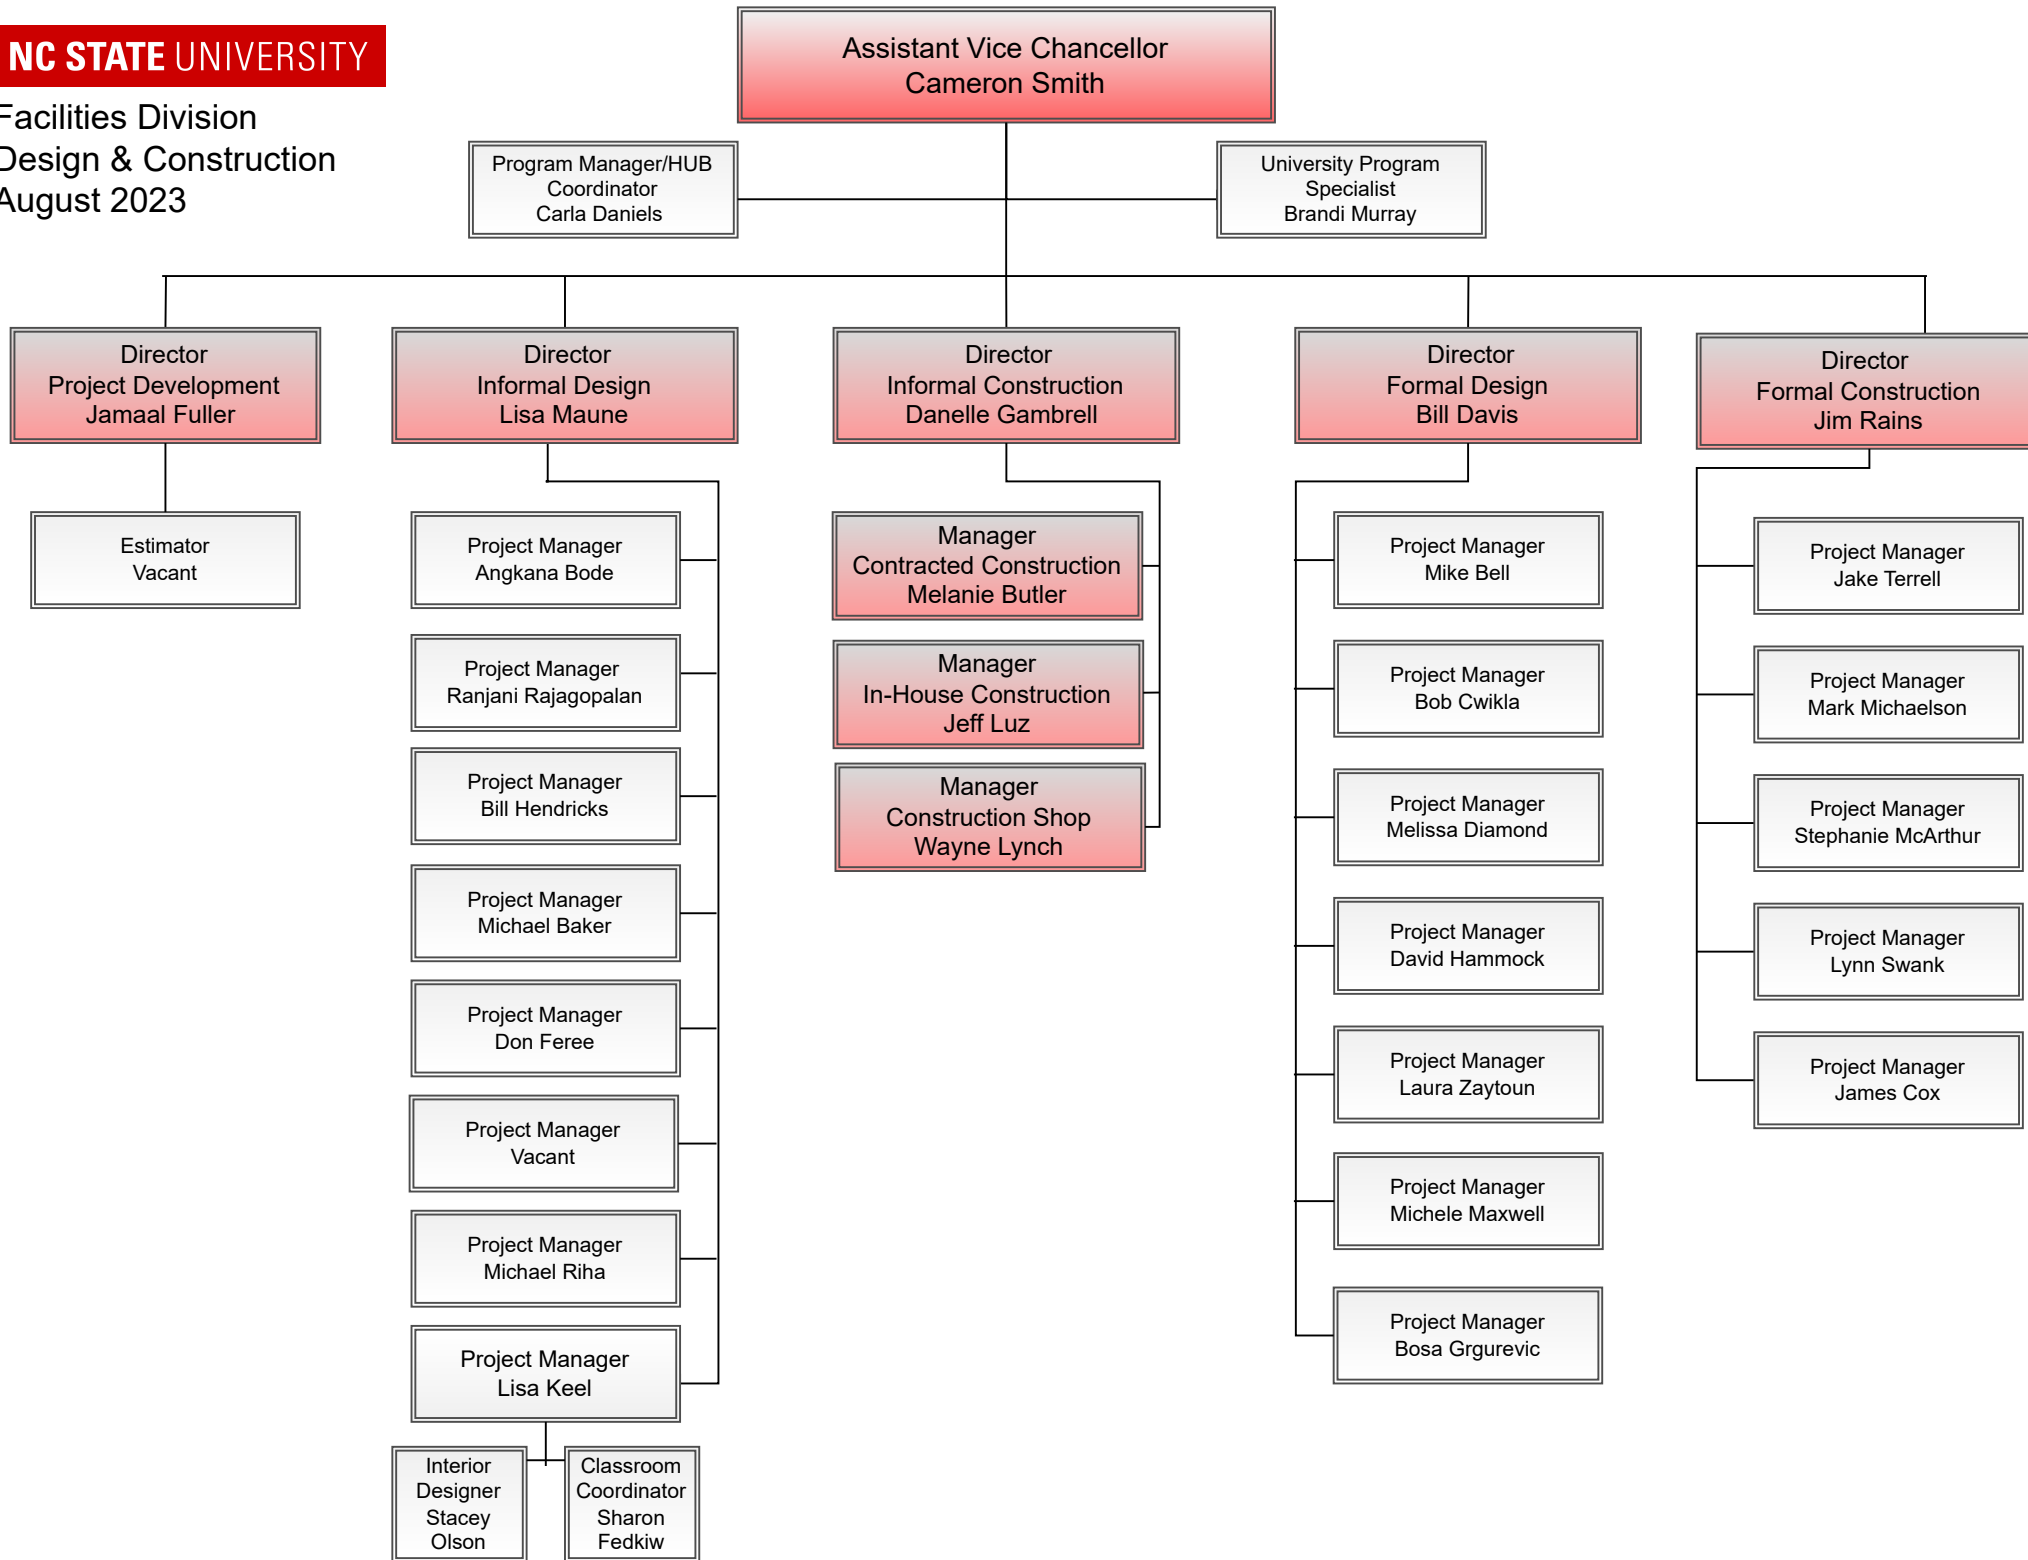 NC STATE UNIVERSITY
Facilities Division
Design & Construction
August 2023
Assistant Vice Chancellor
Cameron Smith
Program Manager/HUB
Coordinator
Carla Daniels
University Program
Specialist
Brandi Murray
Director
Project Development
Jamaal Fuller
Director
Informal Design
Lisa Maune
Director
Informal Construction
Danelle Gambrell
Director
Formal Design
Bill Davis
Director
Formal Construction
Jim Rains
Estimator
Vacant
Project Manager
Angkana Bode
Project Manager
Ranjani Rajagopalan
Project Manager
Bill Hendricks
Project Manager
Michael Baker
Project Manager
Don Feree
Project Manager
Vacant
Project Manager
Michael Riha
Project Manager
Lisa Keel
Interior
Designer
Stacey
Olson
Classroom
Coordinator
Sharon
Fedkiw
Manager
Contracted Construction
Melanie Butler
Manager
In-House Construction
Jeff Luz
Manager
Construction Shop
Wayne Lynch
Project Manager
Mike Bell
Project Manager
Bob Cwikla
Project Manager
Melissa Diamond
Project Manager
David Hammock
Project Manager
Laura Zaytoun
Project Manager
Michele Maxwell
Project Manager
Bosa Grgurevic
Project Manager
Jake Terrell
Project Manager
Mark Michaelson
Project Manager
Stephanie McArthur
Project Manager
Lynn Swank
Project Manager
James Cox